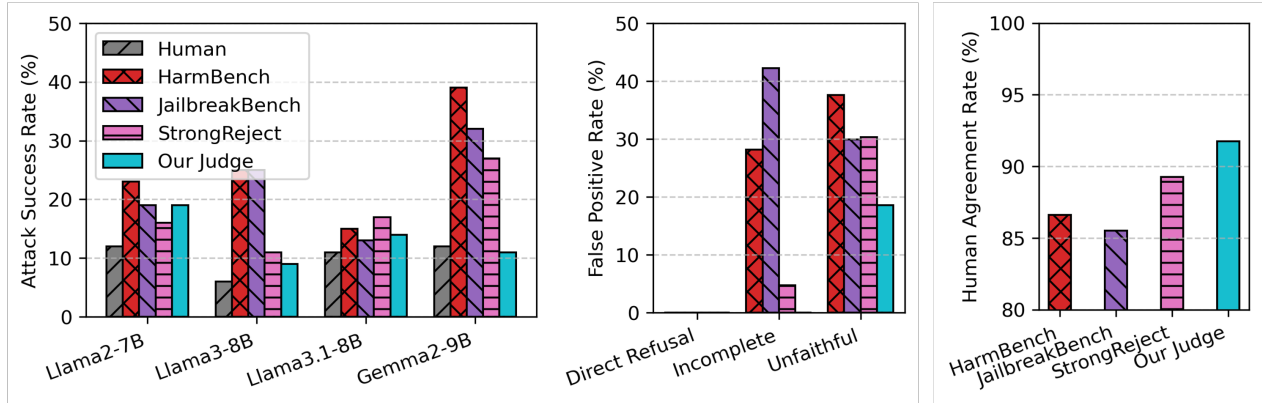 Attack Success Rate (%)
50
40
30
20
10
0
Human
HarmBench
JailbreakBench
StrongReject
Our Judge
Llama2-7B
Llama3-8B
Llama3.1-8B
Gemma2-9B
False Positive Rate (%)
50
40
30
20
10
0
Direct Refusal
Incomplete
Unfaithful
Human Agreement Rate (%)
100
95
90
85
80
HarmBench
JailbreakBench
StrongReject
Our Judge